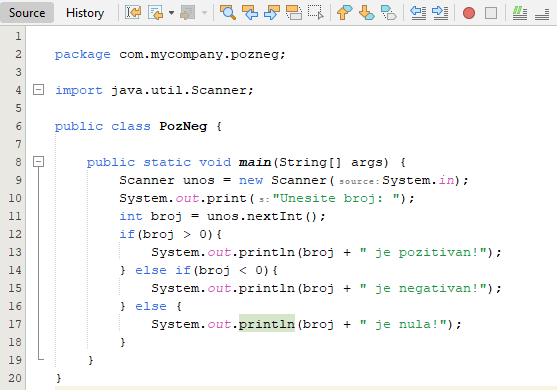 Source History
1
2 package com.mycompany.pozneg;
3
4 import java.util.Scanner;
5
6 public class PozNeg {
7
8 public static void main(String[] args) {
9 Scanner unos = new Scanner(source:System.in);
10 System.out.print(s:"Unesite broj: ");
11 int broj = unos.nextInt();
12 if(broj > 0){
13 System.out.println(broj + " je pozitivan!");
14 } else if(broj < 0){
15 System.out.println(broj + " je negativan!");
16 } else {
17 System.out.println(broj + " je nula!");
18 }
19 }
20 }